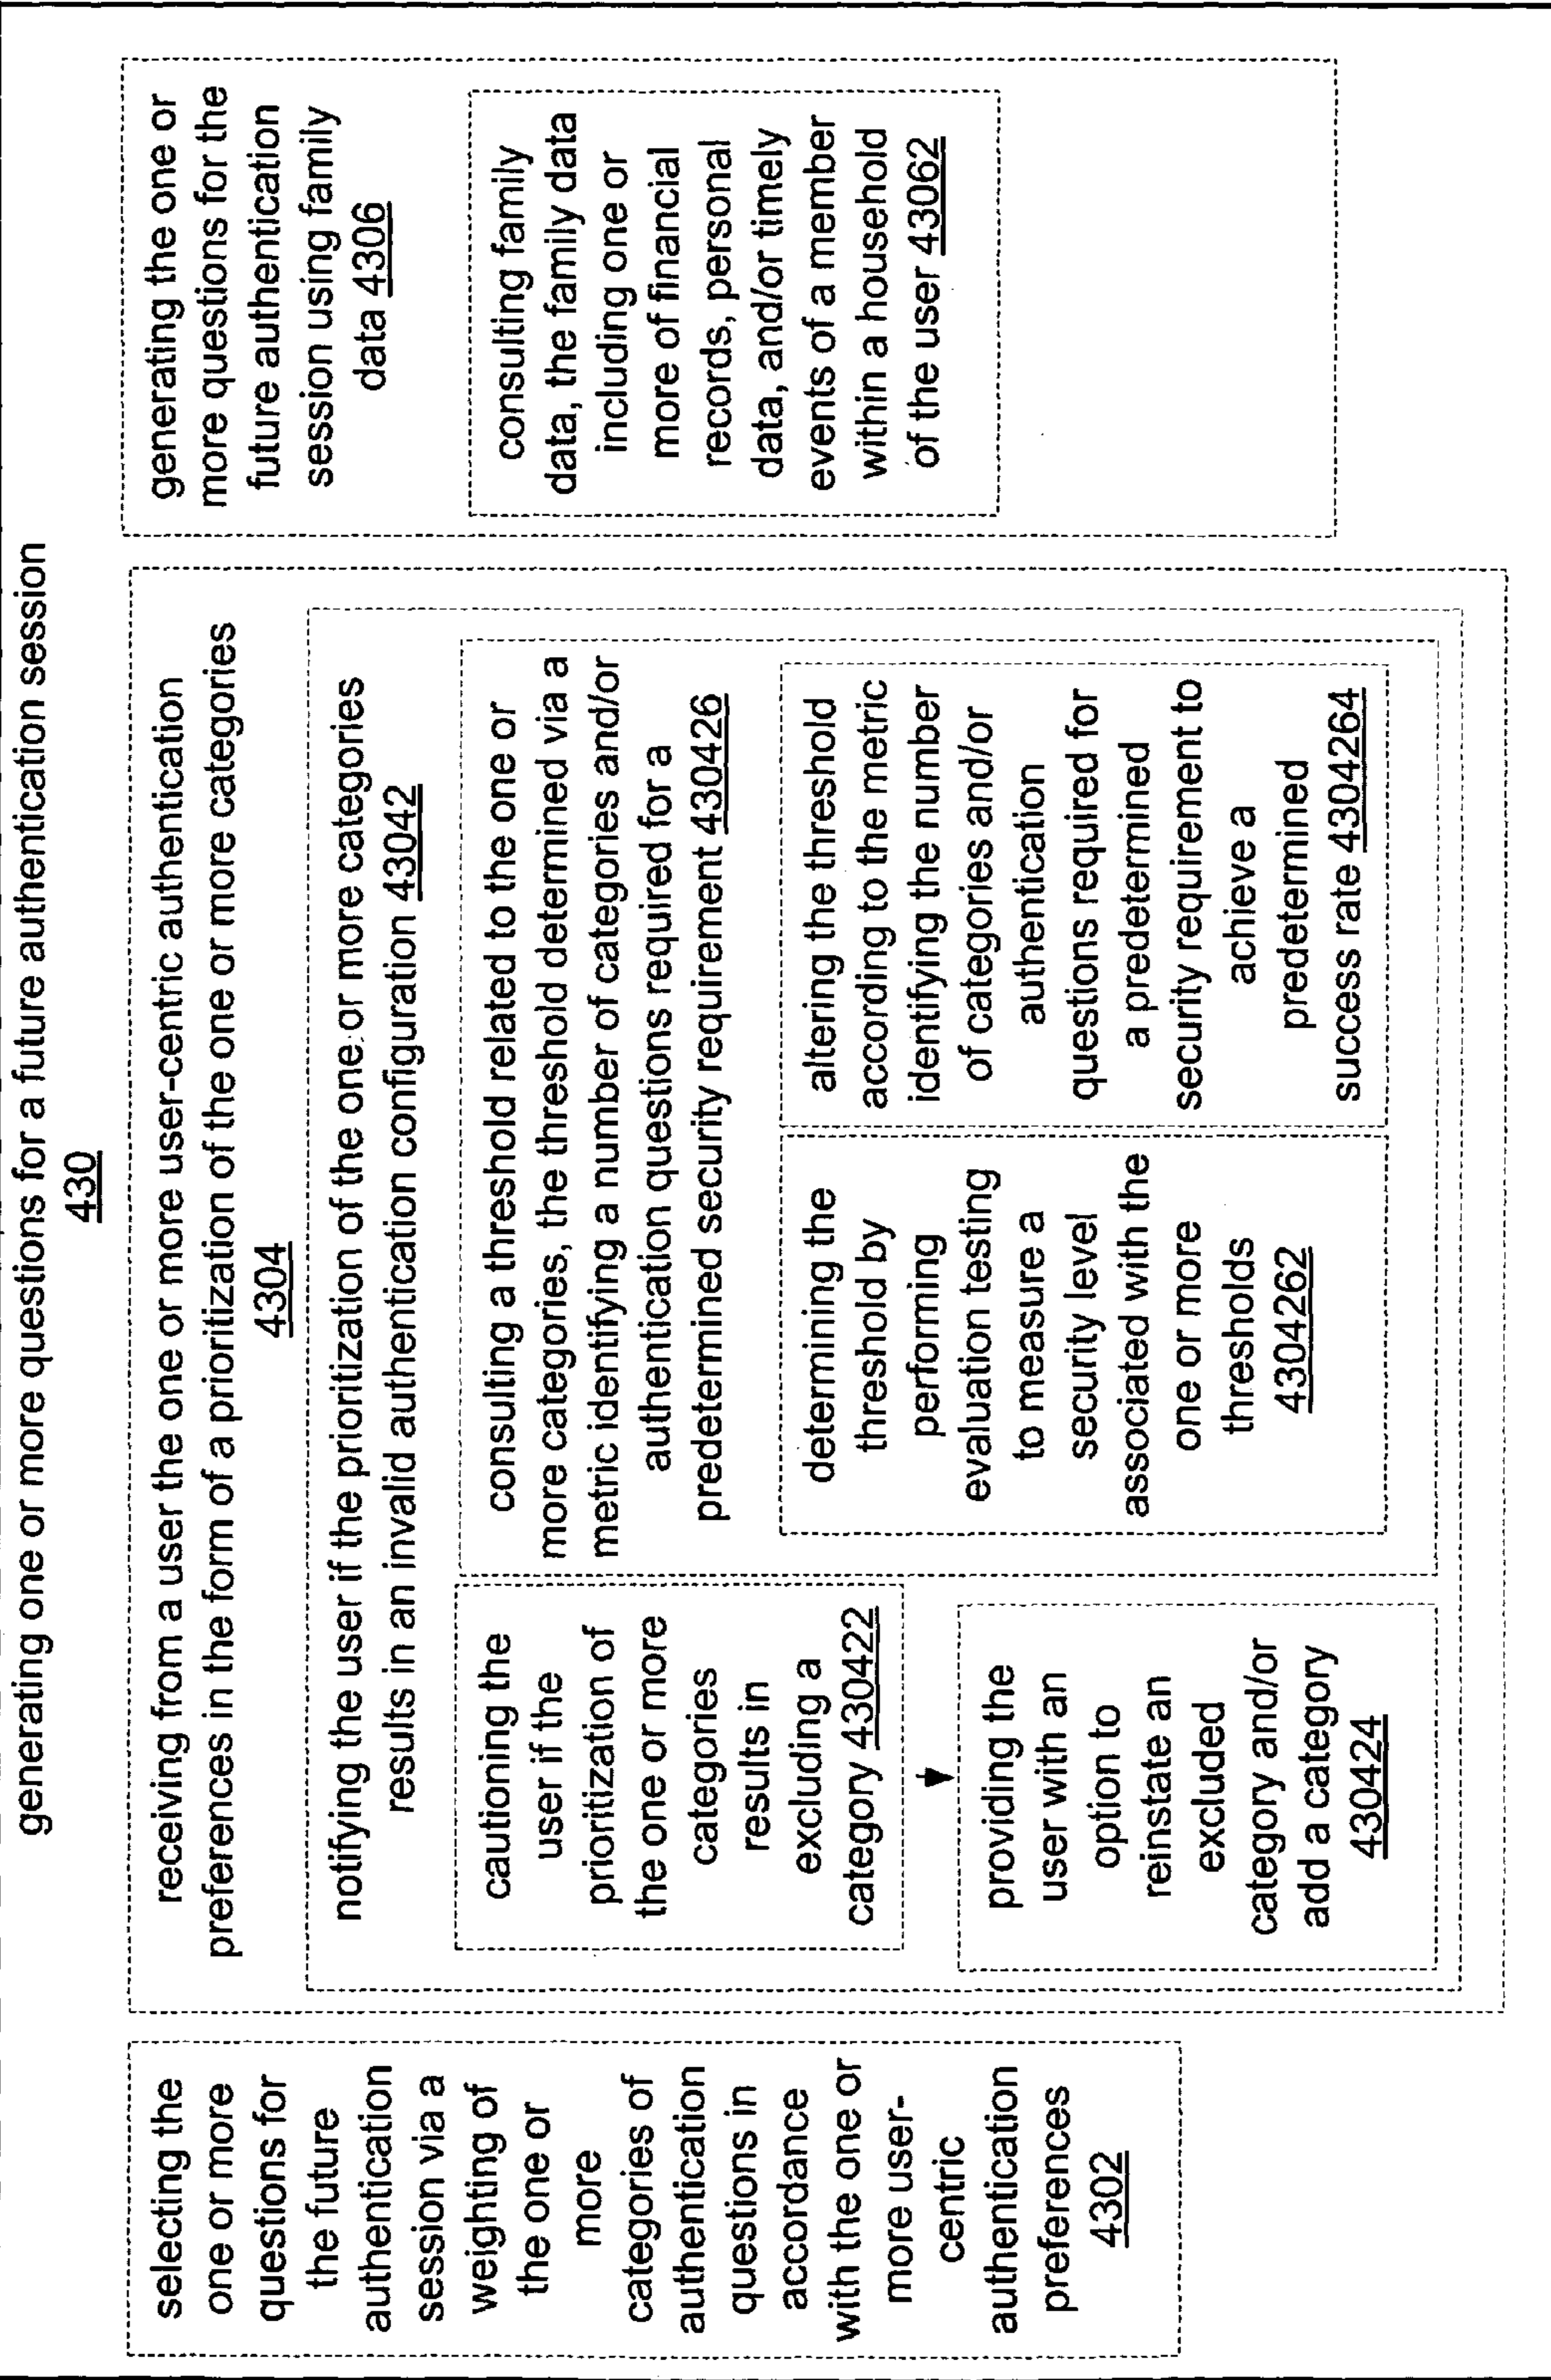 generating one or more questions for a future authentication session
430
selecting the
one or more
questions for
the future
authentication
session via a
weighting of
the one or
more
categories of
authentication
questions in
accordance
with the one or
more user-
centric
authentication
preferences
4302
receiving from a user the one or more user-centric authentication
preferences in the form of a prioritization of the one or more categories
4304
notifying the user if the prioritization of the one or more categories
results in an invalid authentication configuration 43042
cautioning the
user if the
prioritization of
the one or more
categories
results in
excluding a
category 430422
providing the
user with an
option to
reinstate an
excluded
category and/or
add a category
430424
consulting a threshold related to the one or
more categories, the threshold determined via a
metric identifying a number of categories and/or
authentication questions required for a
predetermined security requirement 430426
determining the
threshold by
performing
evaluation testing
to measure a
security level
associated with the
one or more
thresholds
4304262
altering the threshold
according to the metric
identifying the number
of categories and/or
authentication
questions required for
a predetermined
security requirement to
achieve a
predetermined
success rate 4304264
generating the one or
more questions for the
future authentication
session using family
data 4306
consulting family
data, the family data
including one or
more of financial
records, personal
data, and/or timely
events of a member
within a household
of the user 43062